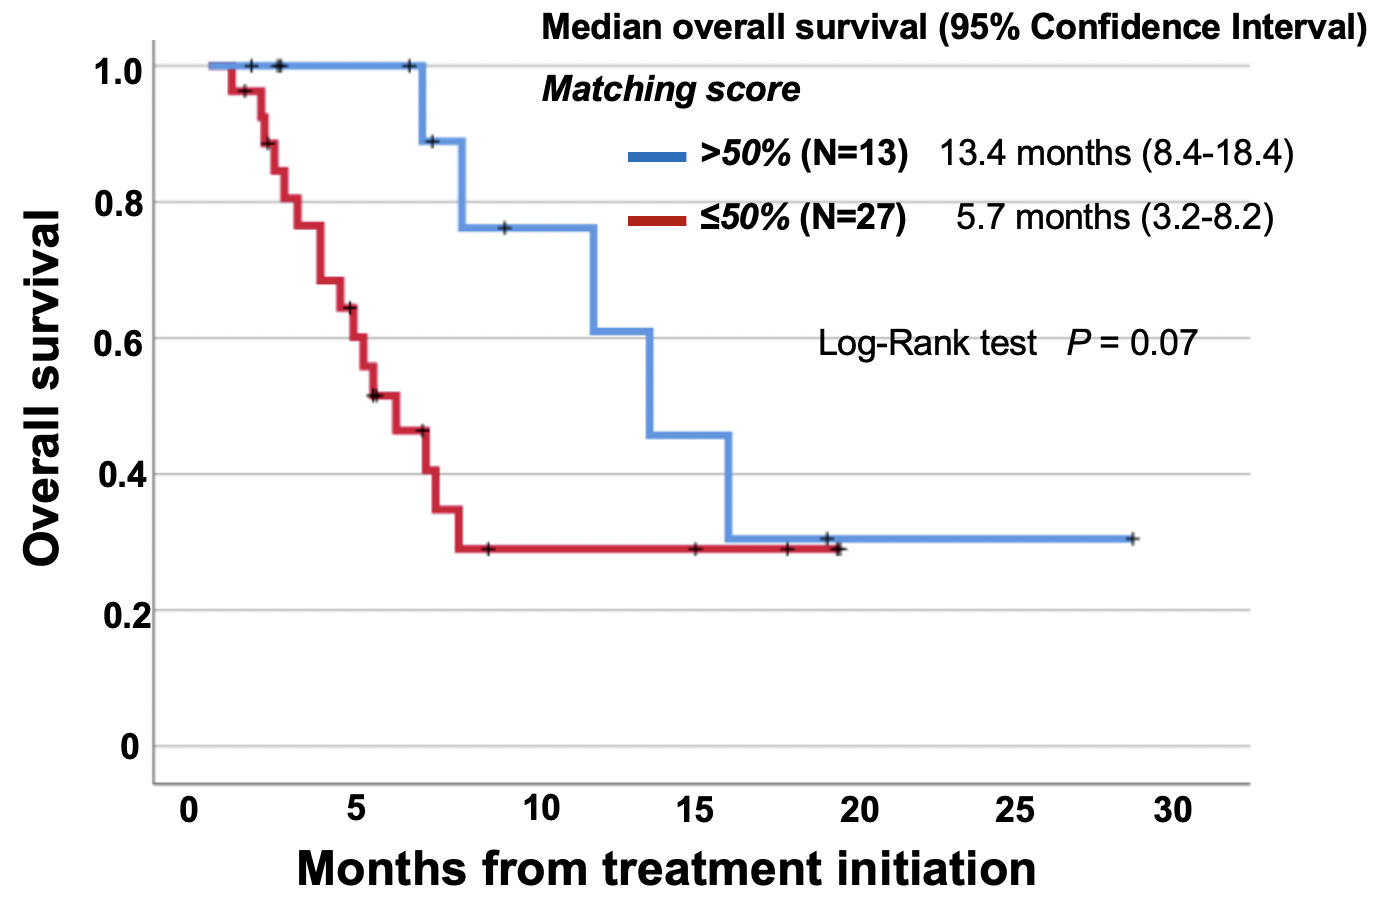 Median overall survival (95% Confidence Interval)
Matching score
>50% (N=13) 13.4 months (8.4-18.4)
≤50% (N=27) 5.7 months (3.2-8.2)
Log-Rank test P = 0.07
Overall survival
1.0
0.8
0.6
0.4
0.2
0
0 5 10 15 20 25 30
Months from treatment initiation